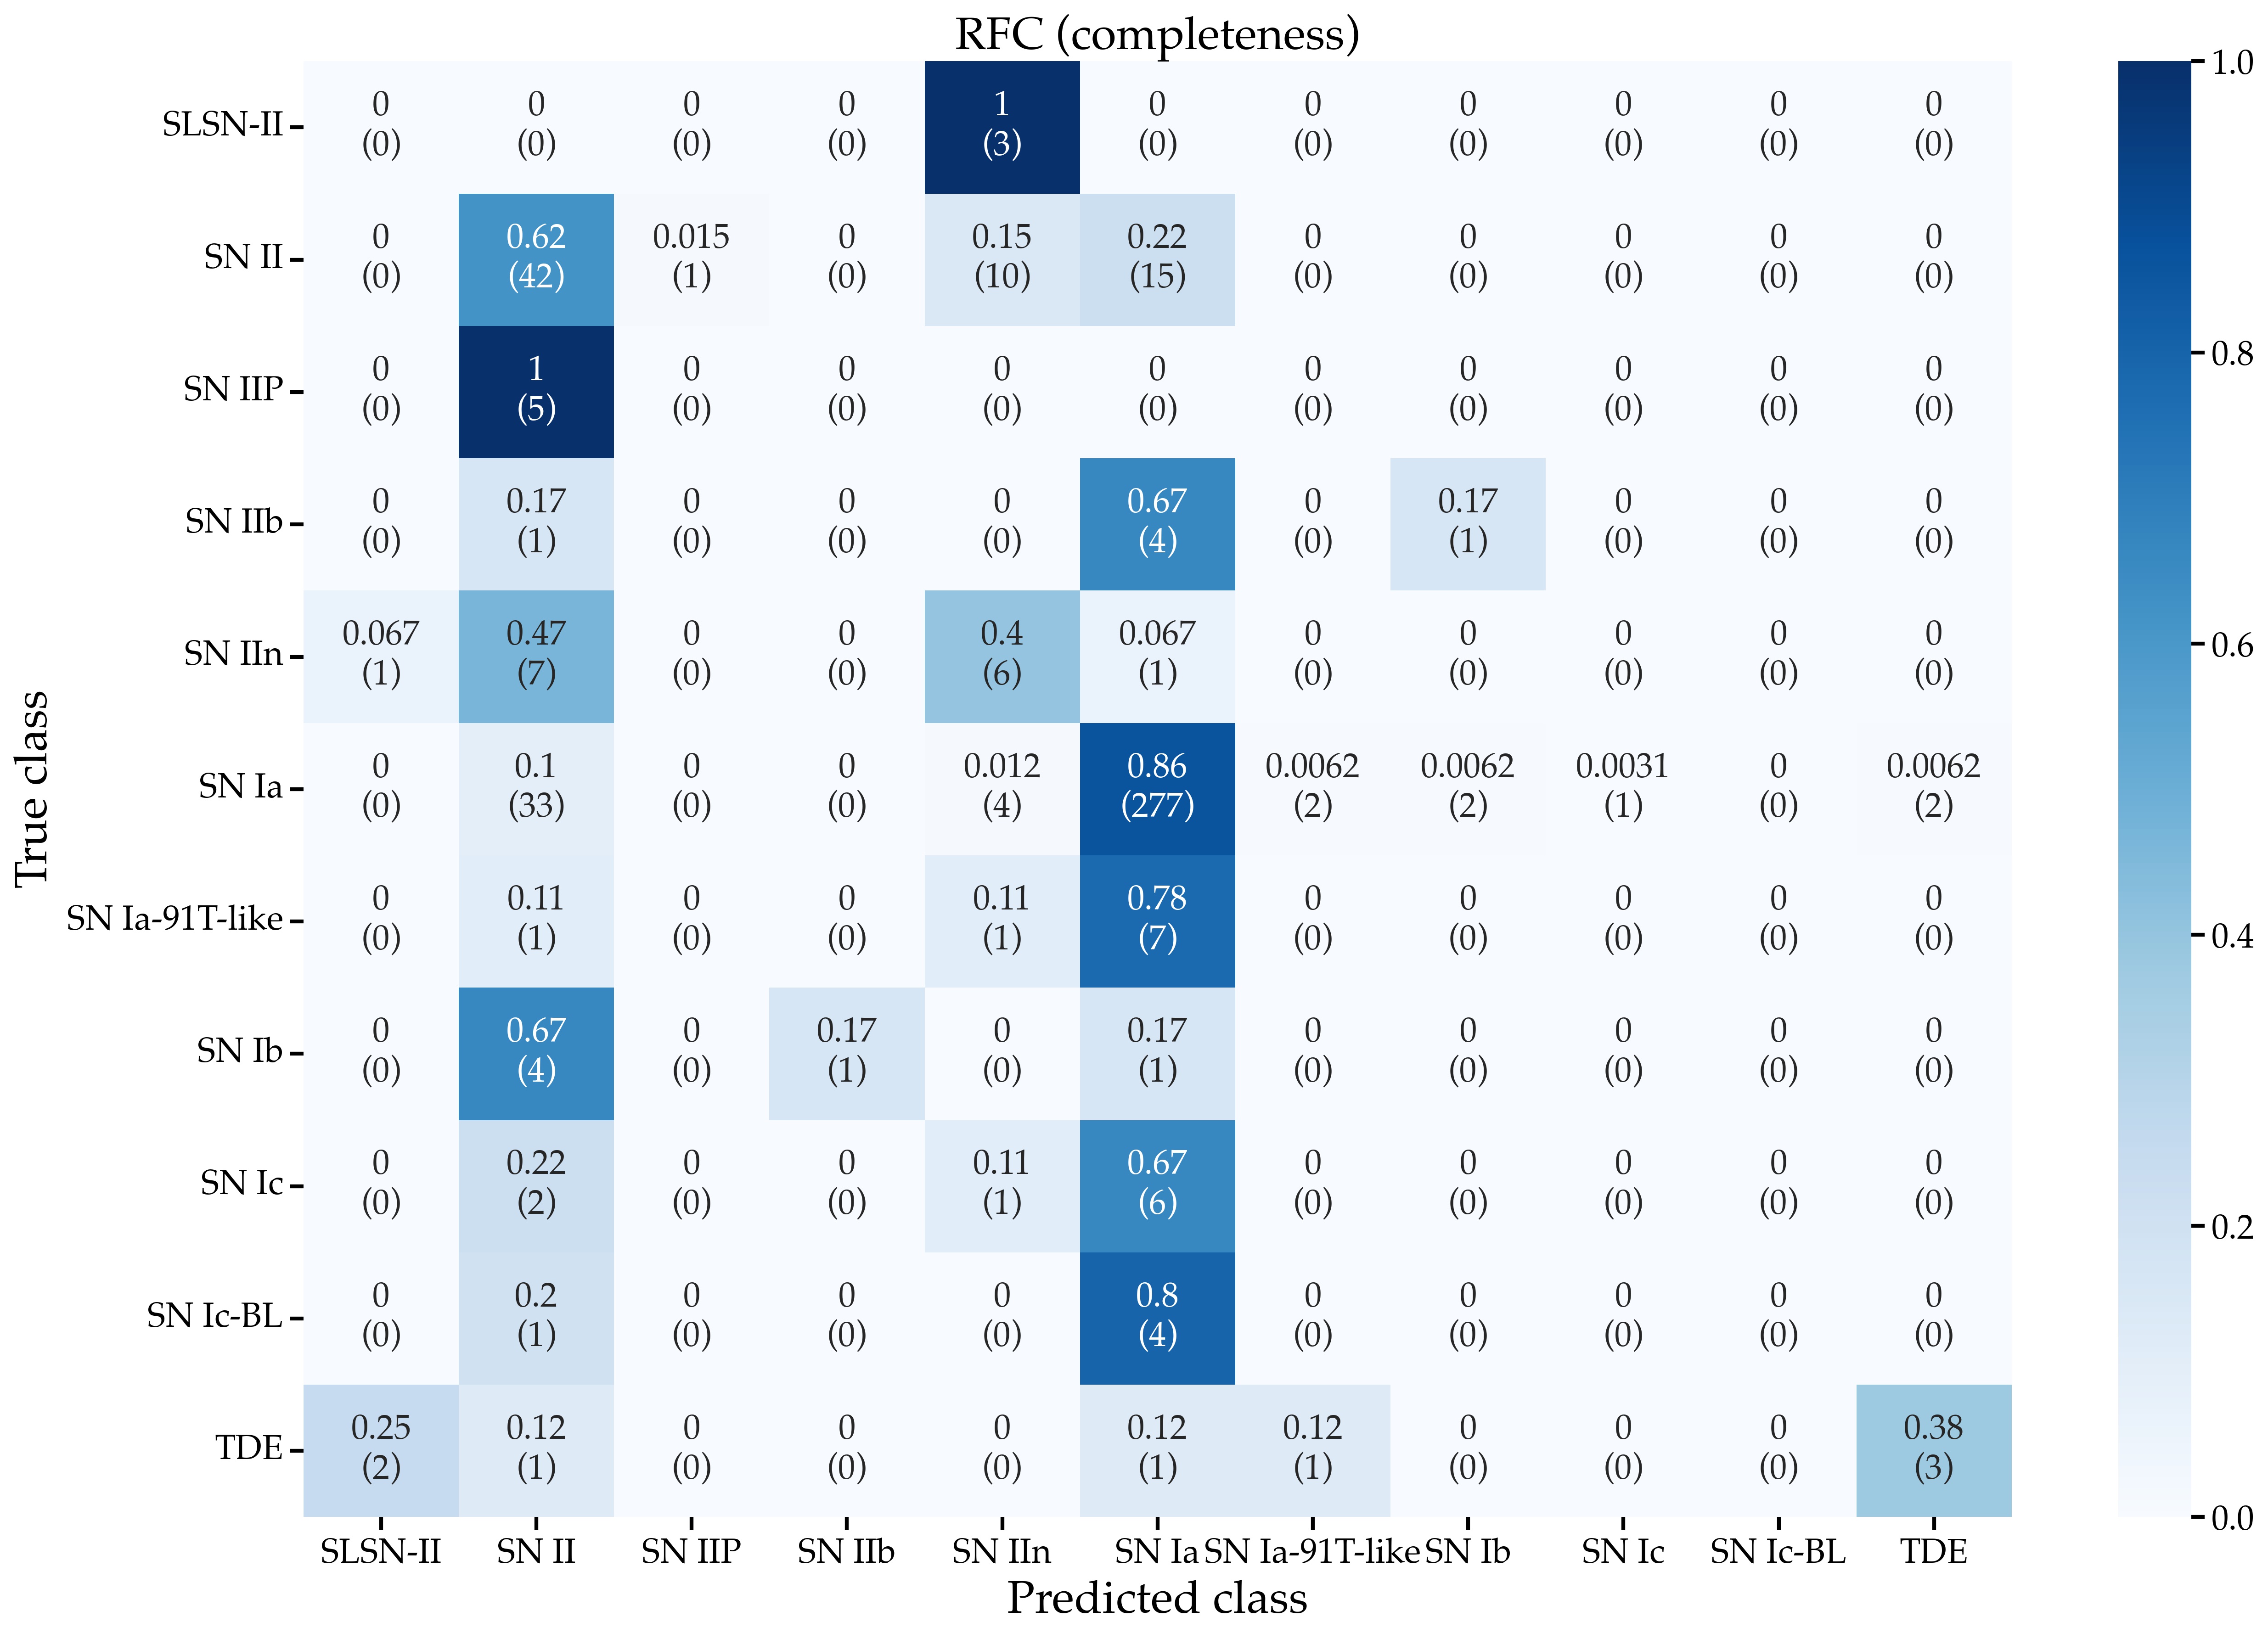 RFC (completeness)
True class
Predicted class
SLSN-II
0 0 0 0 1 0 0 0 0 0 0
(0) (0) (0) (0) (3) (0) (0) (0) (0) (0) (0)
SN II
0 0.62 0.015 0 0.15 0.22 0 0 0 0 0
(0) (42) (1) (0) (10) (15) (0) (0) (0) (0) (0)
SN IIP
0 1 0 0 0 0 0 0 0 0 0
(0) (5) (0) (0) (0) (0) (0) (0) (0) (0) (0)
SN IIb
0 0.17 0 0 0 0.67 0 0.17 0 0 0
(0) (1) (0) (0) (0) (4) (0) (1) (0) (0) (0)
SN IIn
0.067 0.47 0 0 0.4 0.067 0 0 0 0 0
(1) (7) (0) (0) (6) (1) (0) (0) (0) (0) (0)
SN Ia
0 0.1 0 0 0.012 0.86 0.0062 0.0062 0.0031 0 0.0062
(0) (33) (0) (0) (4) (277) (2) (2) (1) (0) (2)
SN Ia-91T-like
0 0.11 0 0 0.11 0.78 0 0 0 0 0
(0) (1) (0) (0) (1) (7) (0) (0) (0) (0) (0)
SN Ib
0 0.67 0 0.17 0 0.17 0 0 0 0 0
(0) (4) (0) (1) (0) (1) (0) (0) (0) (0) (0)
SN Ic
0 0.22 0 0 0.11 0.67 0 0 0 0 0
(0) (2) (0) (0) (1) (6) (0) (0) (0) (0) (0)
SN Ic-BL
0 0.2 0 0 0 0.8 0 0 0 0 0
(0) (1) (0) (0) (0) (4) (0) (0) (0) (0) (0)
TDE
0.25 0.12 0 0 0 0.12 0.12 0 0 0 0.38
(2) (1) (0) (0) (0) (1) (1) (0) (0) (0) (3)
SLSN-II SN II SN IIP SN IIb SN IIn SN Ia SN Ia-91T-like SN Ib SN Ic SN Ic-BL TDE
1.0
0.8
0.6
0.4
0.2
0.0